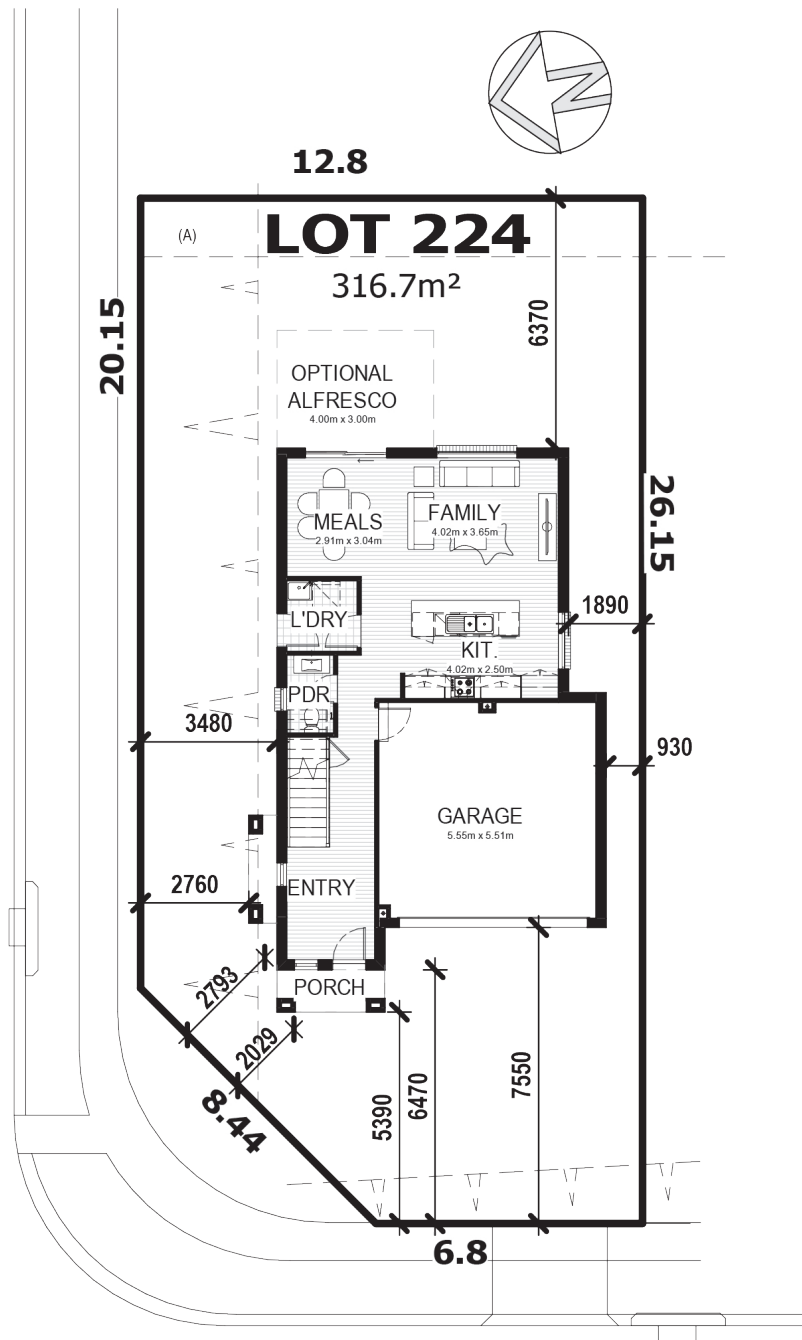 N
12.8
(A)
LOT 224
316.7m²
20.15
6370
OPTIONAL
ALFRESCO
4.00m x 3.00m
MEALS
2.91m x 3.04m
FAMILY
4.02m x 3.65m
26.15
L'DRY
1890
KIT.
4.02m x 2.50m
PDR
3480
930
GARAGE
5.55m x 5.51m
2760
ENTRY
2793
PORCH
2029
8.44
5390
6470
7550
6.8